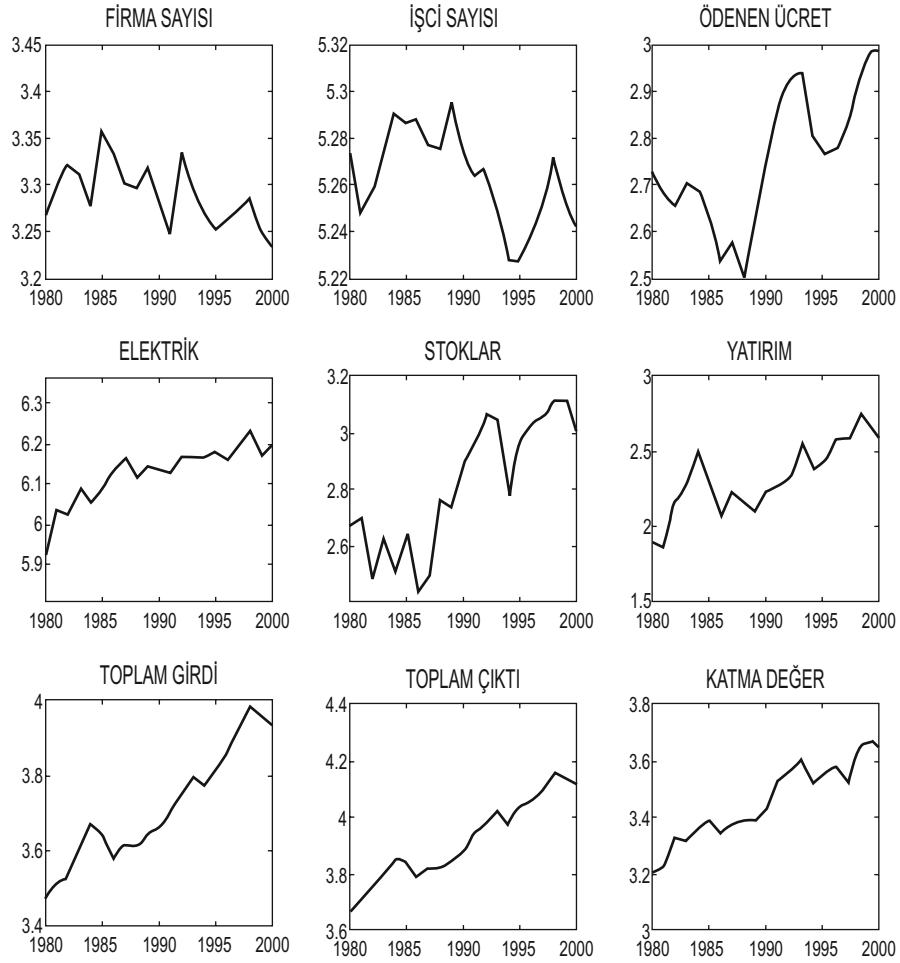 FİRMA SAYISI
3.45
3.4
3.35
3.3
3.25
3.2
1980 1985 1990 1995 2000
İŞCİ SAYISI
5.32
5.3
5.28
5.26
5.24
5.22
1980 1985 1990 1995 2000
ÖDENEN ÜCRET
3
2.9
2.8
2.7
2.6
2.5
1980 1985 1990 1995 2000
ELEKTRİK
6.3
6.2
6.1
6
5.9
1980 1985 1990 1995 2000
STOKLAR
3.2
3
2.8
2.6
1980 1985 1990 1995 2000
YATIRIM
3
2.5
2
1.5
1980 1985 1990 1995 2000
TOPLAM GİRDİ
4
3.8
3.6
3.4
1980 1985 1990 1995 2000
TOPLAM ÇIKTI
4.4
4.2
4
3.8
3.6
1980 1985 1990 1995 2000
KATMA DEĞER
3.8
3.6
3.4
3.2
3
1980 1985 1990 1995 2000